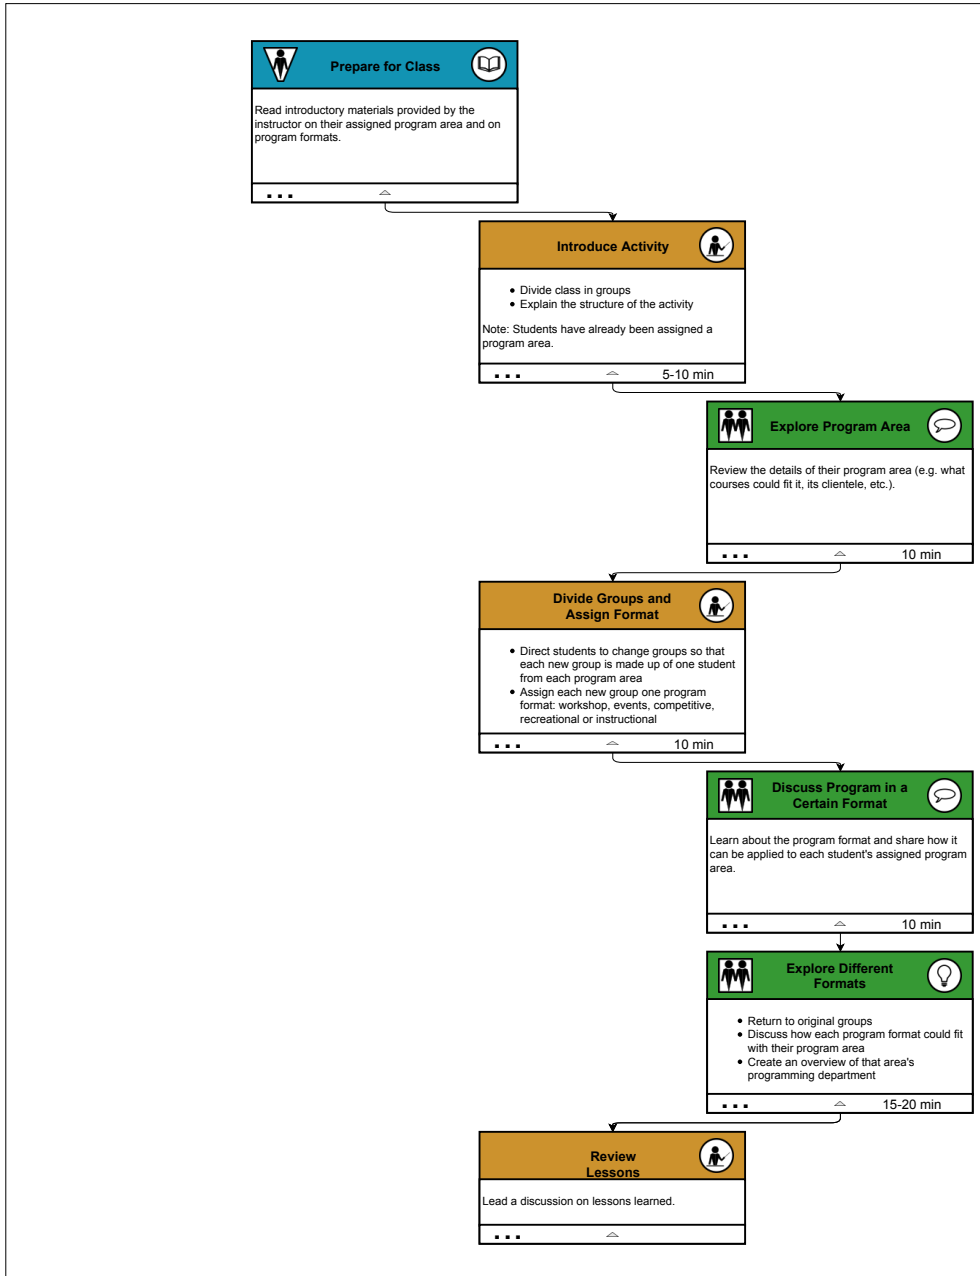 Prepare for Class
Read introductory materials provided by the
instructor on their assigned program area and on
program formats.
Introduce Activity
• Divide class in groups
• Explain the structure of the activity
Note: Students have already been assigned a
program area.
5-10 min
Explore Program Area
Review the details of their program area (e.g. what
courses could fit it, its clientele, etc.).
10 min
Divide Groups and
Assign Format
• Direct students to change groups so that
each new group is made up of one student
from each program area
• Assign each new group one program
format: workshop, events, competitive,
recreational or instructional
10 min
Discuss Program in a
Certain Format
Learn about the program format and share how it
can be applied to each student's assigned program
area.
10 min
Explore Different
Formats
• Return to original groups
• Discuss how each program format could fit
with their program area
• Create an overview of that area's
programming department
15-20 min
Review
Lessons
Lead a discussion on lessons learned.